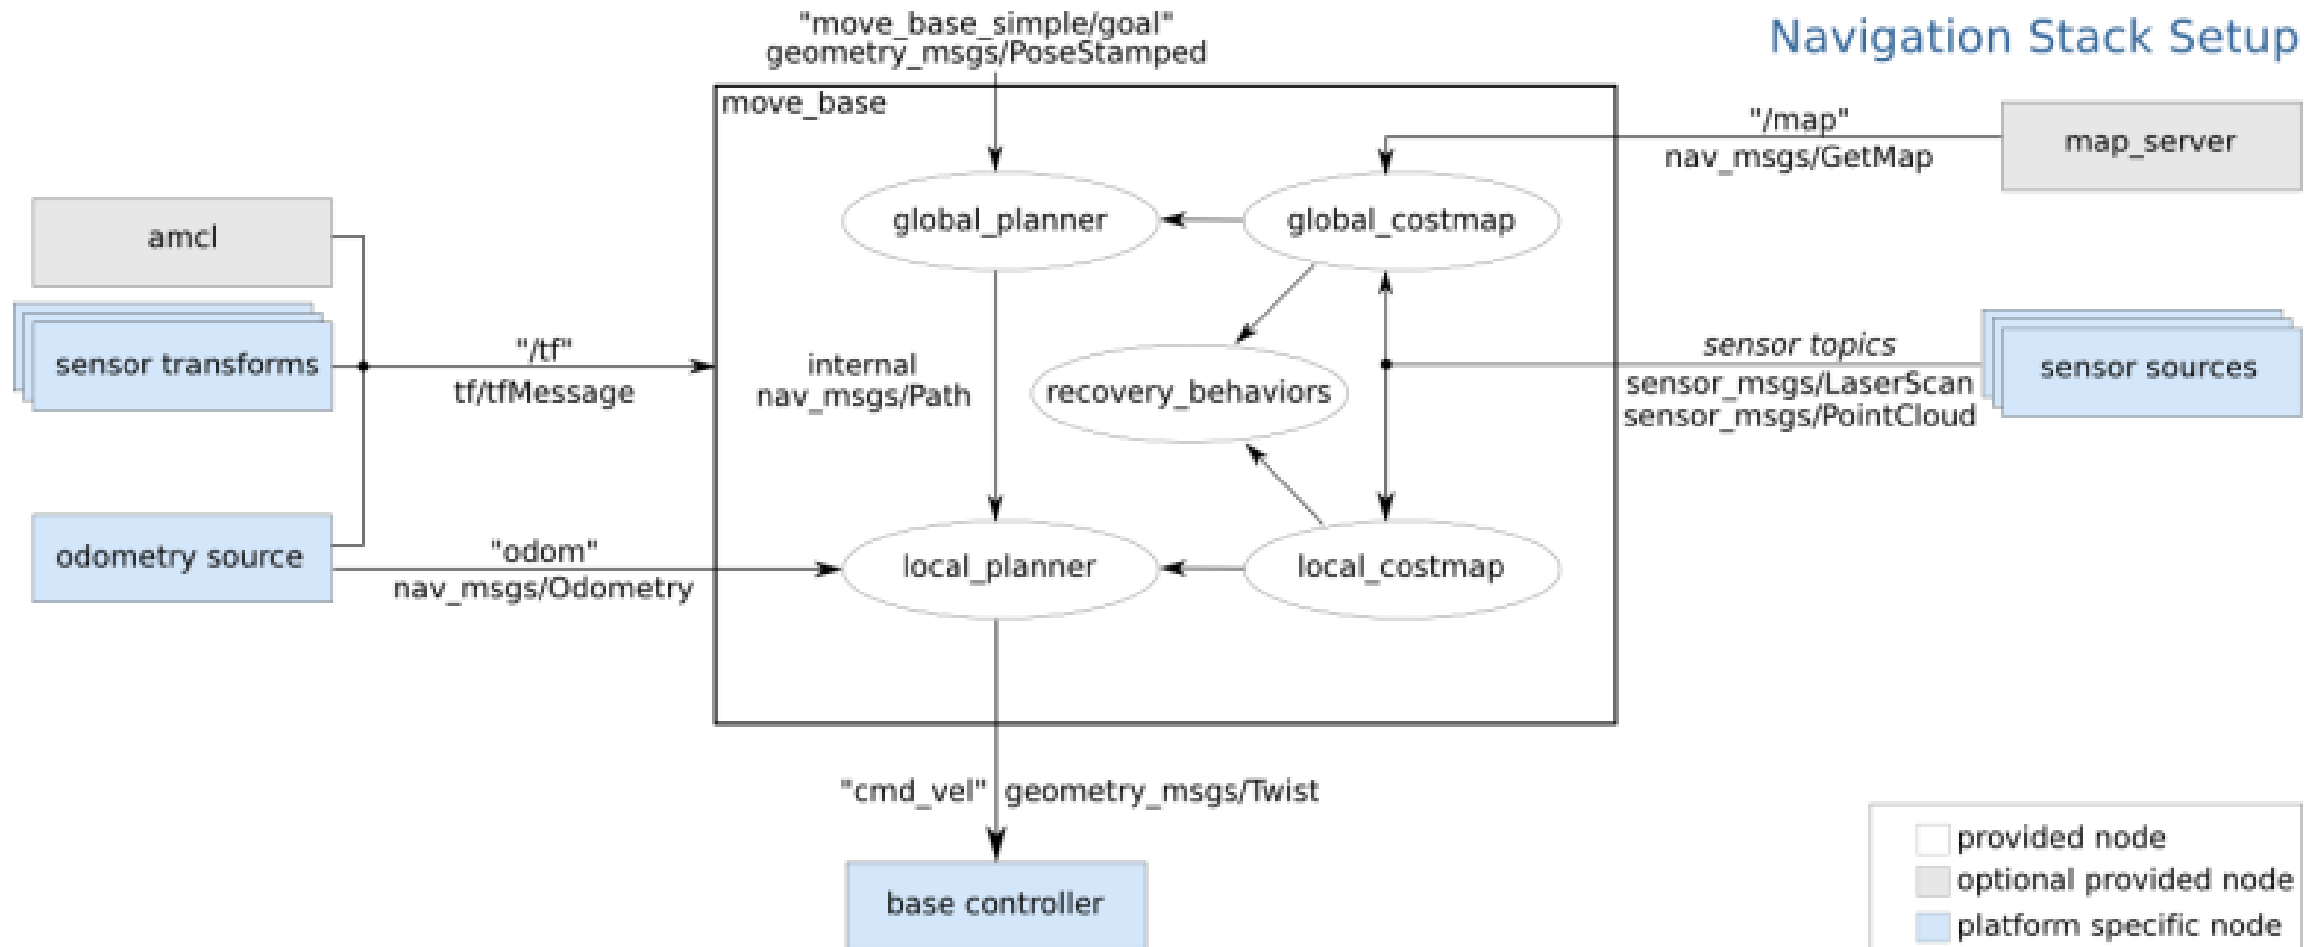 Navigation Stack Setup
"move_base_simple/goal"
geometry_msgs/PoseStamped
move_base
"/map"
nav_msgs/GetMap
map_server
global_planner
global_costmap
amcl
sensor transforms
"/tf"
tf/tfMessage
internal
nav_msgs/Path
recovery_behaviors
sensor topics
sensor_msgs/LaserScan
sensor_msgs/PointCloud
sensor sources
odometry source
"odom"
nav_msgs/Odometry
local_planner
local_costmap
"cmd_vel" geometry_msgs/Twist
base controller
provided node
optional provided node
platform specific node